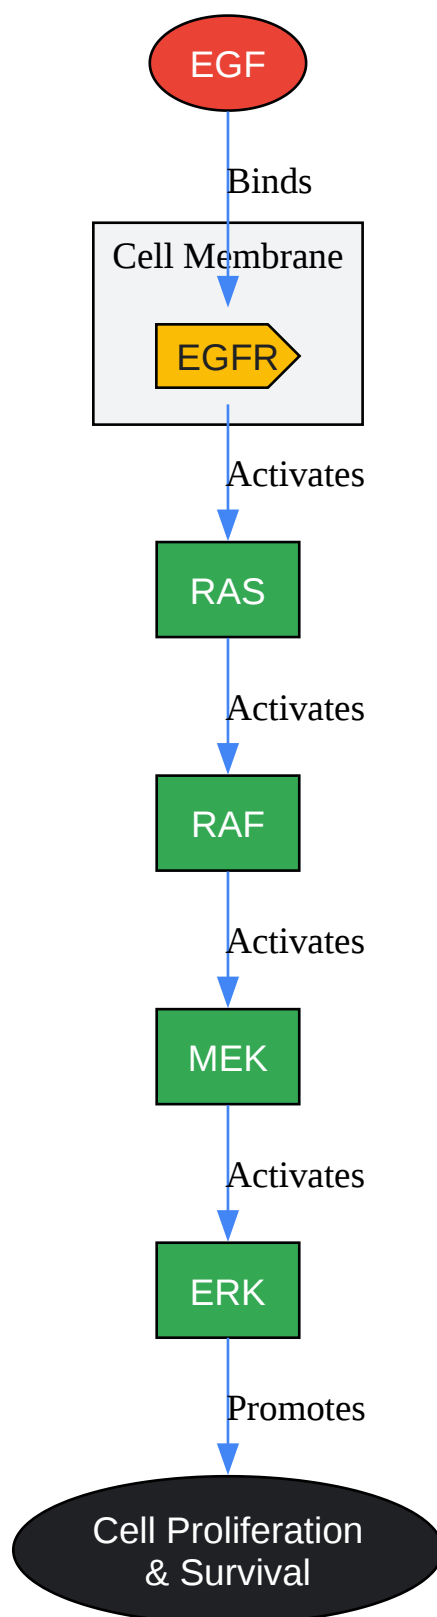 EGF
Binds
Cell Membrane
EGFR
Activates
RAS
Activates
RAF
Activates
MEK
Activates
ERK
Promotes
Cell Proliferation
& Survival